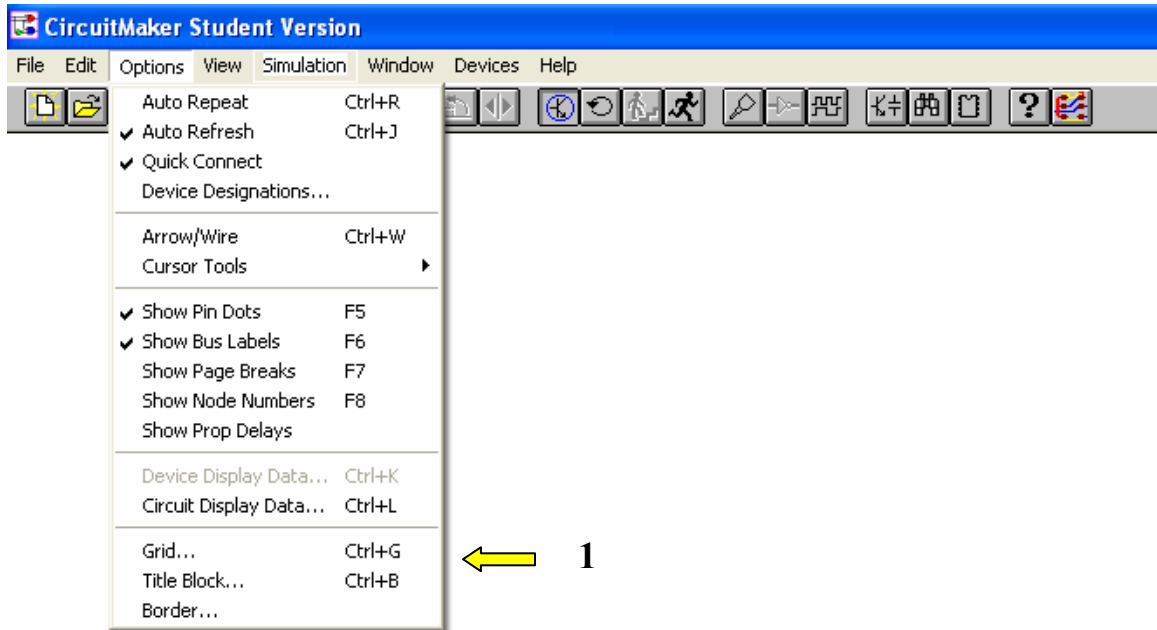 CircuitMaker Student Version
File Edit Options View Simulation Window Devices Help
Auto Repeat Ctrl+R
Auto Refresh Ctrl+J
Quick Connect
Device Designations...
Arrow/Wire Ctrl+W
Cursor Tools
Show Pin Dots F5
Show Bus Labels F6
Show Page Breaks F7
Show Node Numbers F8
Show Prop Delays
Device Display Data... Ctrl+K
Circuit Display Data... Ctrl+L
Grid... Ctrl+G 1
Title Block... Ctrl+B
Border...